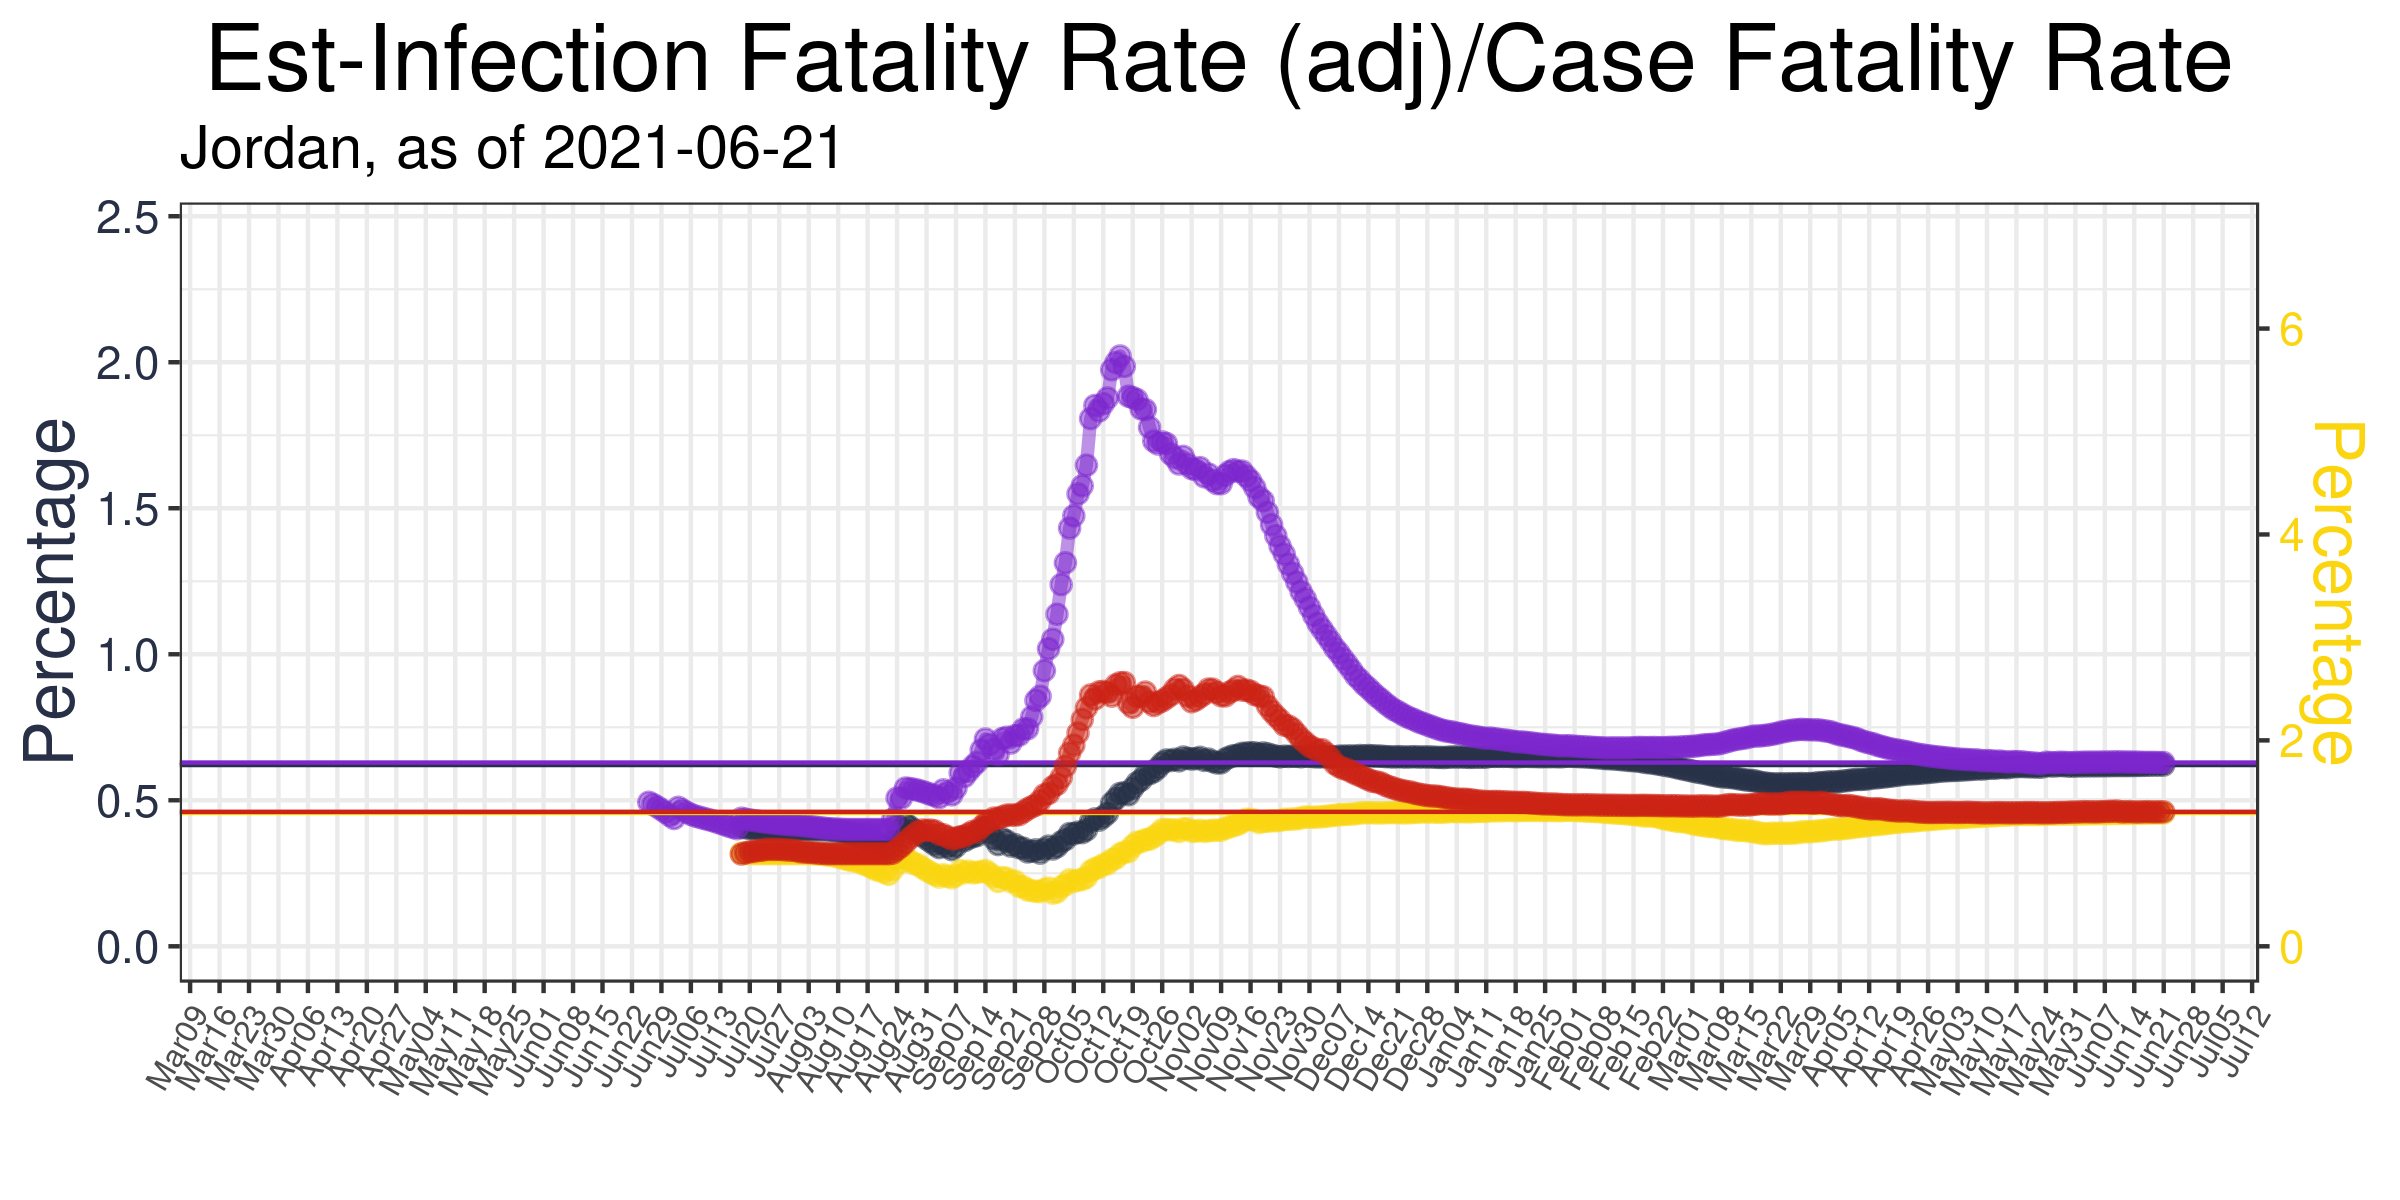 Est-Infection Fatality Rate (adj)/Case Fatality Rate
Jordan, as of 2021-06-21
Percentage
2.5
2.0
1.5
1.0
0.5
0.0
6
4
2
0
Percentage
Mar09
Mar16
Mar23
Mar30
Apr06
Apr13
Apr20
Apr27
May04
May11
May18
May25
Jun01
Jun08
Jun15
Jun22
Jun29
Jul06
Jul13
Jul20
Jul27
Aug03
Aug10
Aug17
Aug24
Aug31
Sep07
Sep14
Sep21
Sep28
Oct05
Oct12
Oct19
Oct26
Nov02
Nov09
Nov16
Nov23
Nov30
Dec07
Dec14
Dec21
Dec28
Jan04
Jan11
Jan18
Jan25
Feb01
Feb08
Feb15
Feb22
Mar01
Mar08
Mar15
Mar22
Mar29
Apr05
Apr12
Apr19
Apr26
May03
May10
May17
May24
May31
Jun07
Jun14
Jun21
Jun28
Jul05
Jul12